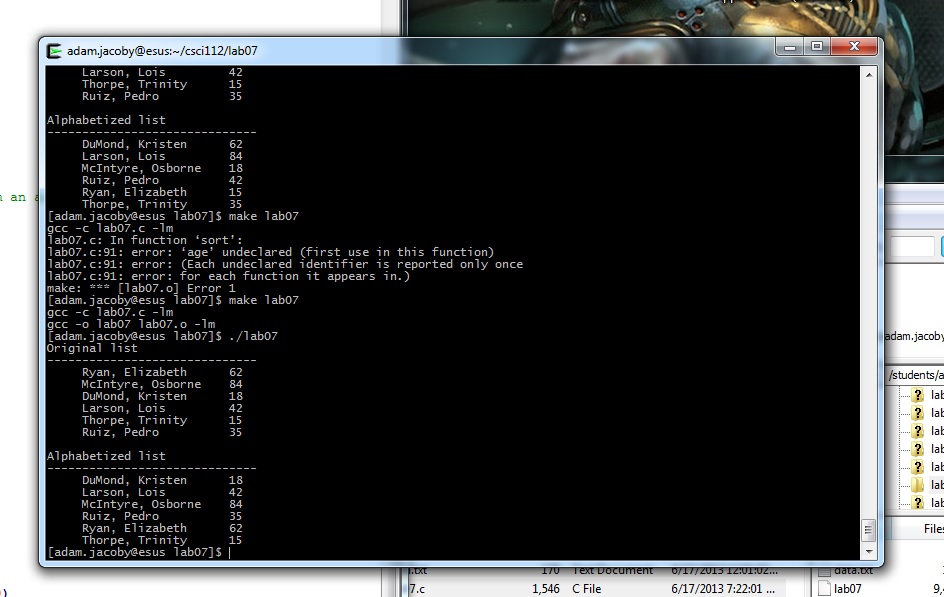 adam.jacoby@esus:~/csci112/lab07
Larson, Lois 42
Thorpe, Trinity 15
Ruiz, Pedro 35
Alphabetized list
------------------------------
DuMond, Kristen 62
Larson, Lois 84
McIntyre, Osborne 18
Ruiz, Pedro 42
Ryan, Elizabeth 15
Thorpe, Trinity 35
[adam.jacoby@esus lab07]$ make lab07
gcc -c lab07.c -lm
lab07.c: In function ‘sort’:
lab07.c:91: error: ‘age’ undeclared (first use in this function)
lab07.c:91: error: (Each undeclared identifier is reported only once
lab07.c:91: error: for each function it appears in.)
make: *** [lab07.o] Error 1
[adam.jacoby@esus lab07]$ make lab07
gcc -c lab07.c -lm
gcc -o lab07 lab07.o -lm
[adam.jacoby@esus lab07]$ ./lab07
Original list
------------------------------
Ryan, Elizabeth 62
McIntyre, Osborne 84
DuMond, Kristen 18
Larson, Lois 42
Thorpe, Trinity 15
Ruiz, Pedro 35
Alphabetized list
------------------------------
DuMond, Kristen 18
Larson, Lois 42
McIntyre, Osborne 84
Ruiz, Pedro 35
Ryan, Elizabeth 62
Thorpe, Trinity 15
[adam.jacoby@esus lab07]$
n an a
adam.jacoby
/students/a
lab
lab
lab
lab
lab
lab
lab
Files
.txt 170 Text Document 6/17/2013 12:01:02...
7.c 1,546 C File 6/17/2013 7:22:01 ...
data.txt
lab07 9,
)